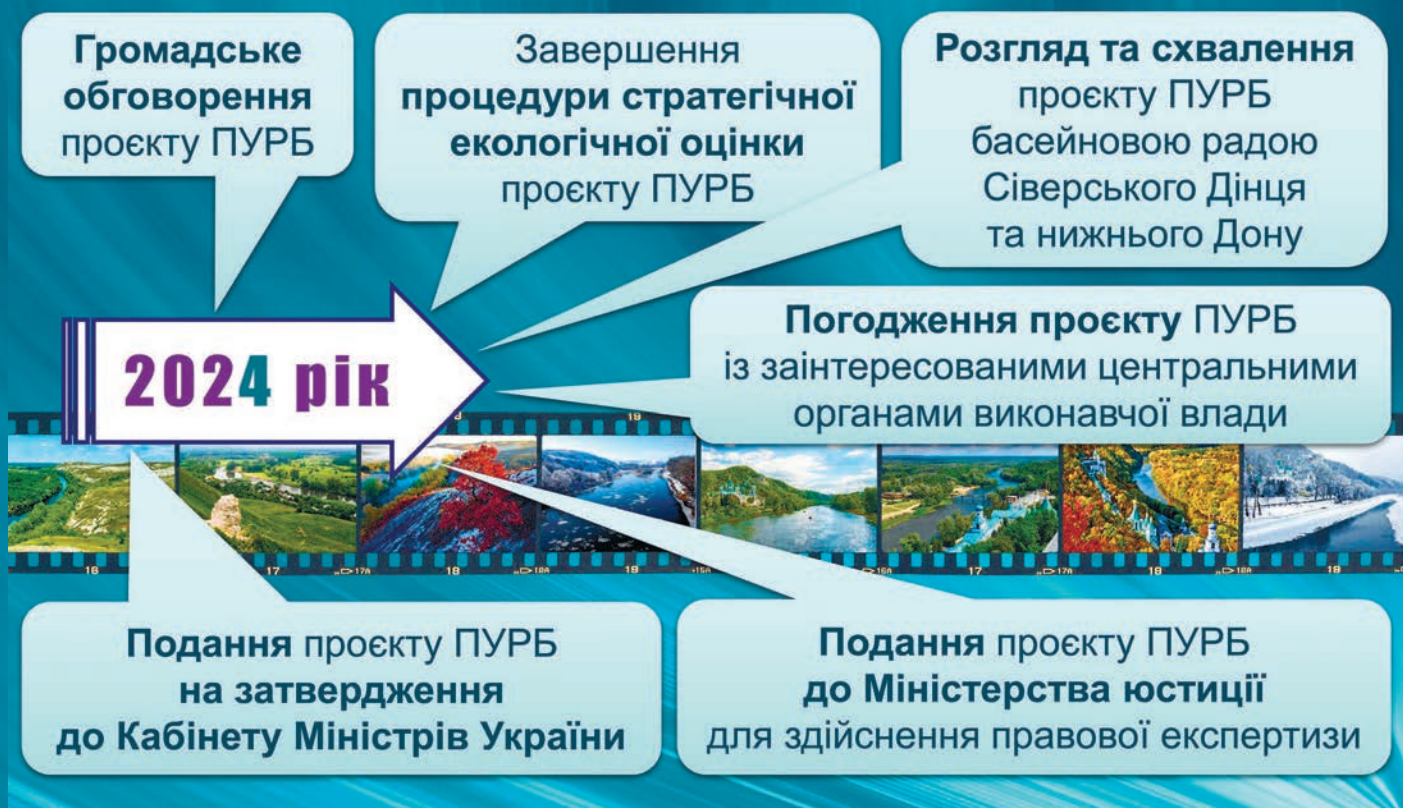 Громадське
обговорення
проєкту ПУРБ
Завершення
процедури стратегічної
екологічної оцінки
проєкту ПУРБ
Розгляд та схвалення
проєкту ПУРБ
басейновою радою
Сіверського Дінця
та нижнього Дону
2024 рік
Погодження проєкту ПУРБ
із заінтересованими центральними
органами виконавчої влади
Подання проєкту ПУРБ
на затвердження
до Кабінету Міністрів України
Подання проєкту ПУРБ
до Міністерства юстиції
для здійснення правової експертизи